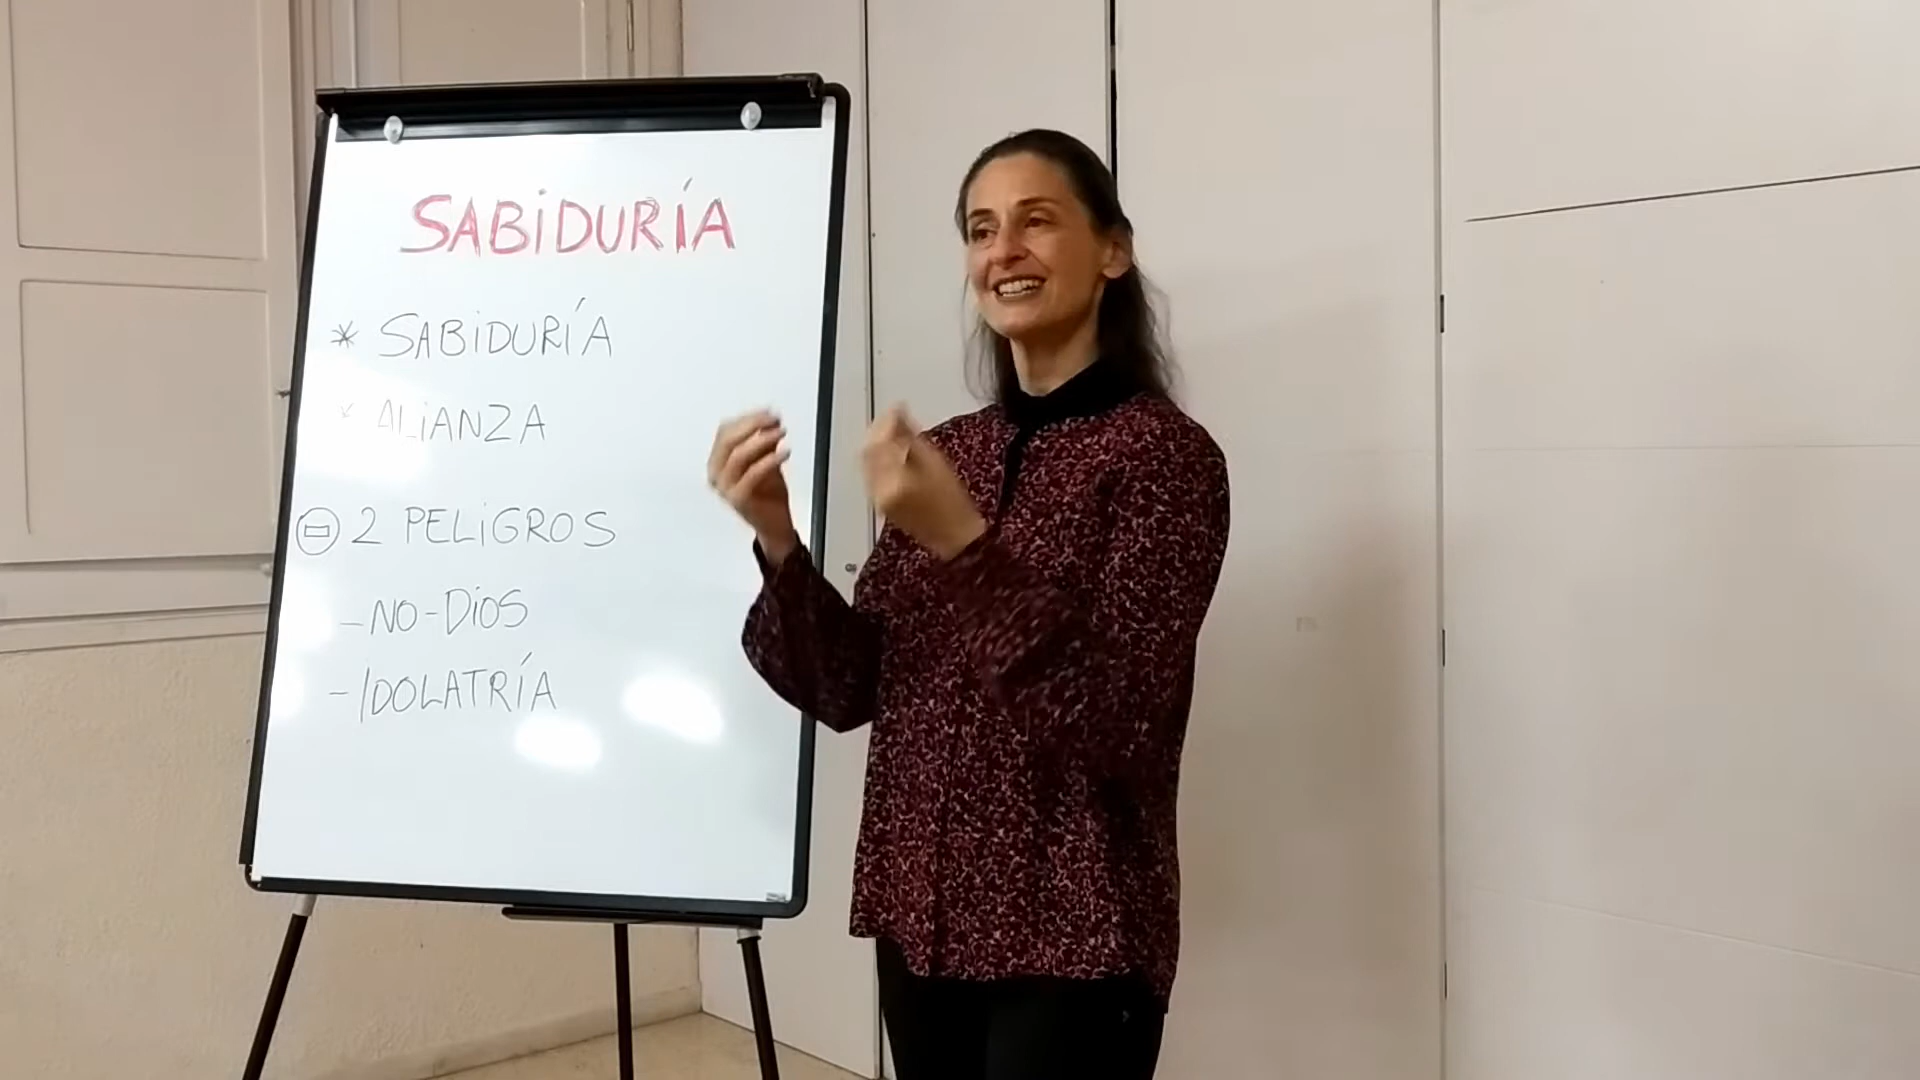 SABiDURÍA
* SABiDURÍA
* ALiANZA
⊖ 2 PELiGROS
- NO-DiOS
- IDOLATRÍA